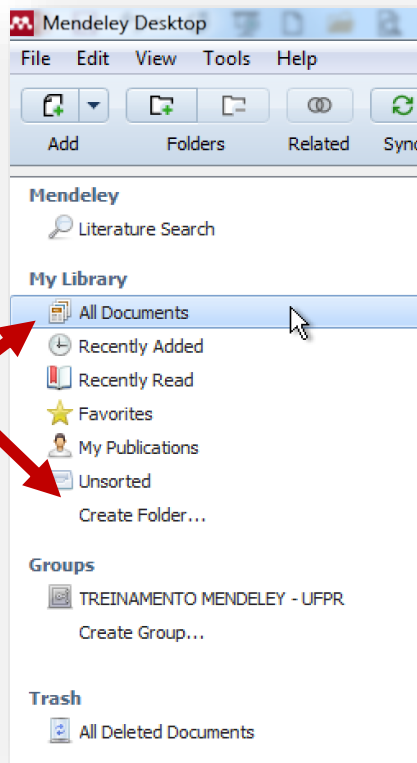 Mendeley Desktop
File Edit View Tools Help
Add Folders Related Sync
Mendeley
Literature Search
My Library
All Documents
Recently Added
Recently Read
Favorites
My Publications
Unsorted
Create Folder...
Groups
TREINAMENTO MENDELEY - UFPR
Create Group...
Trash
All Deleted Documents